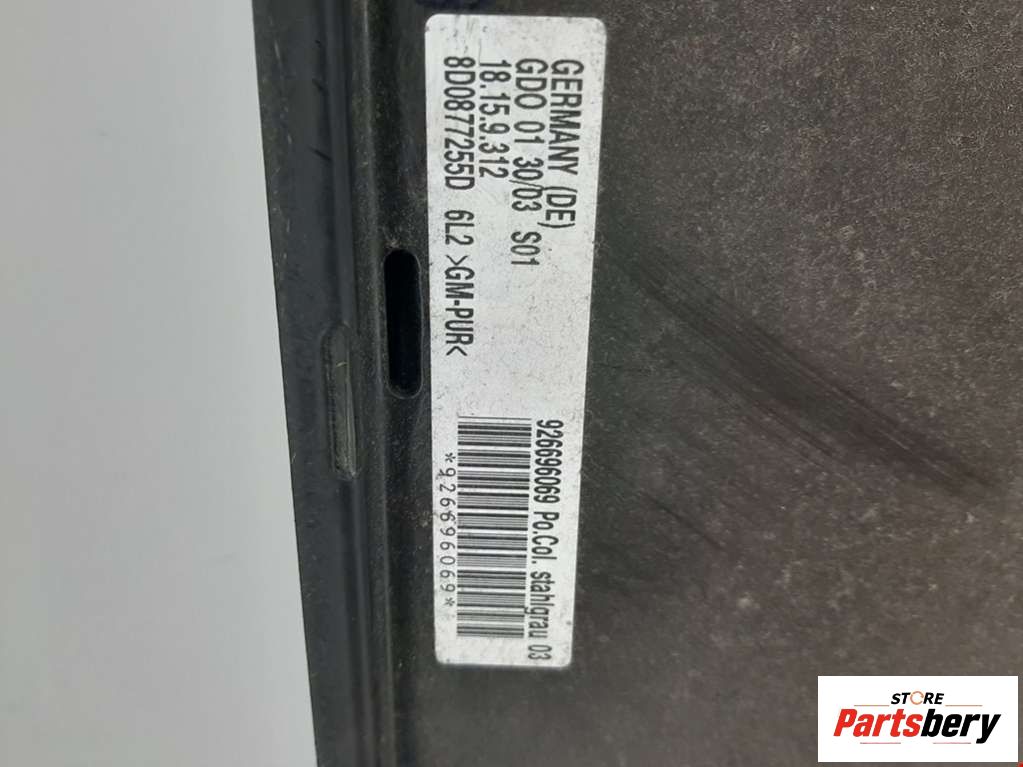 GERMANY (DE)
GDO 01 30/03 S01
18.15.9.312
8D0877255D 6L2 >GM-PUR<
926696069 Po.Col. stahlgrau 03
*926696069*
STORE
Partsbery